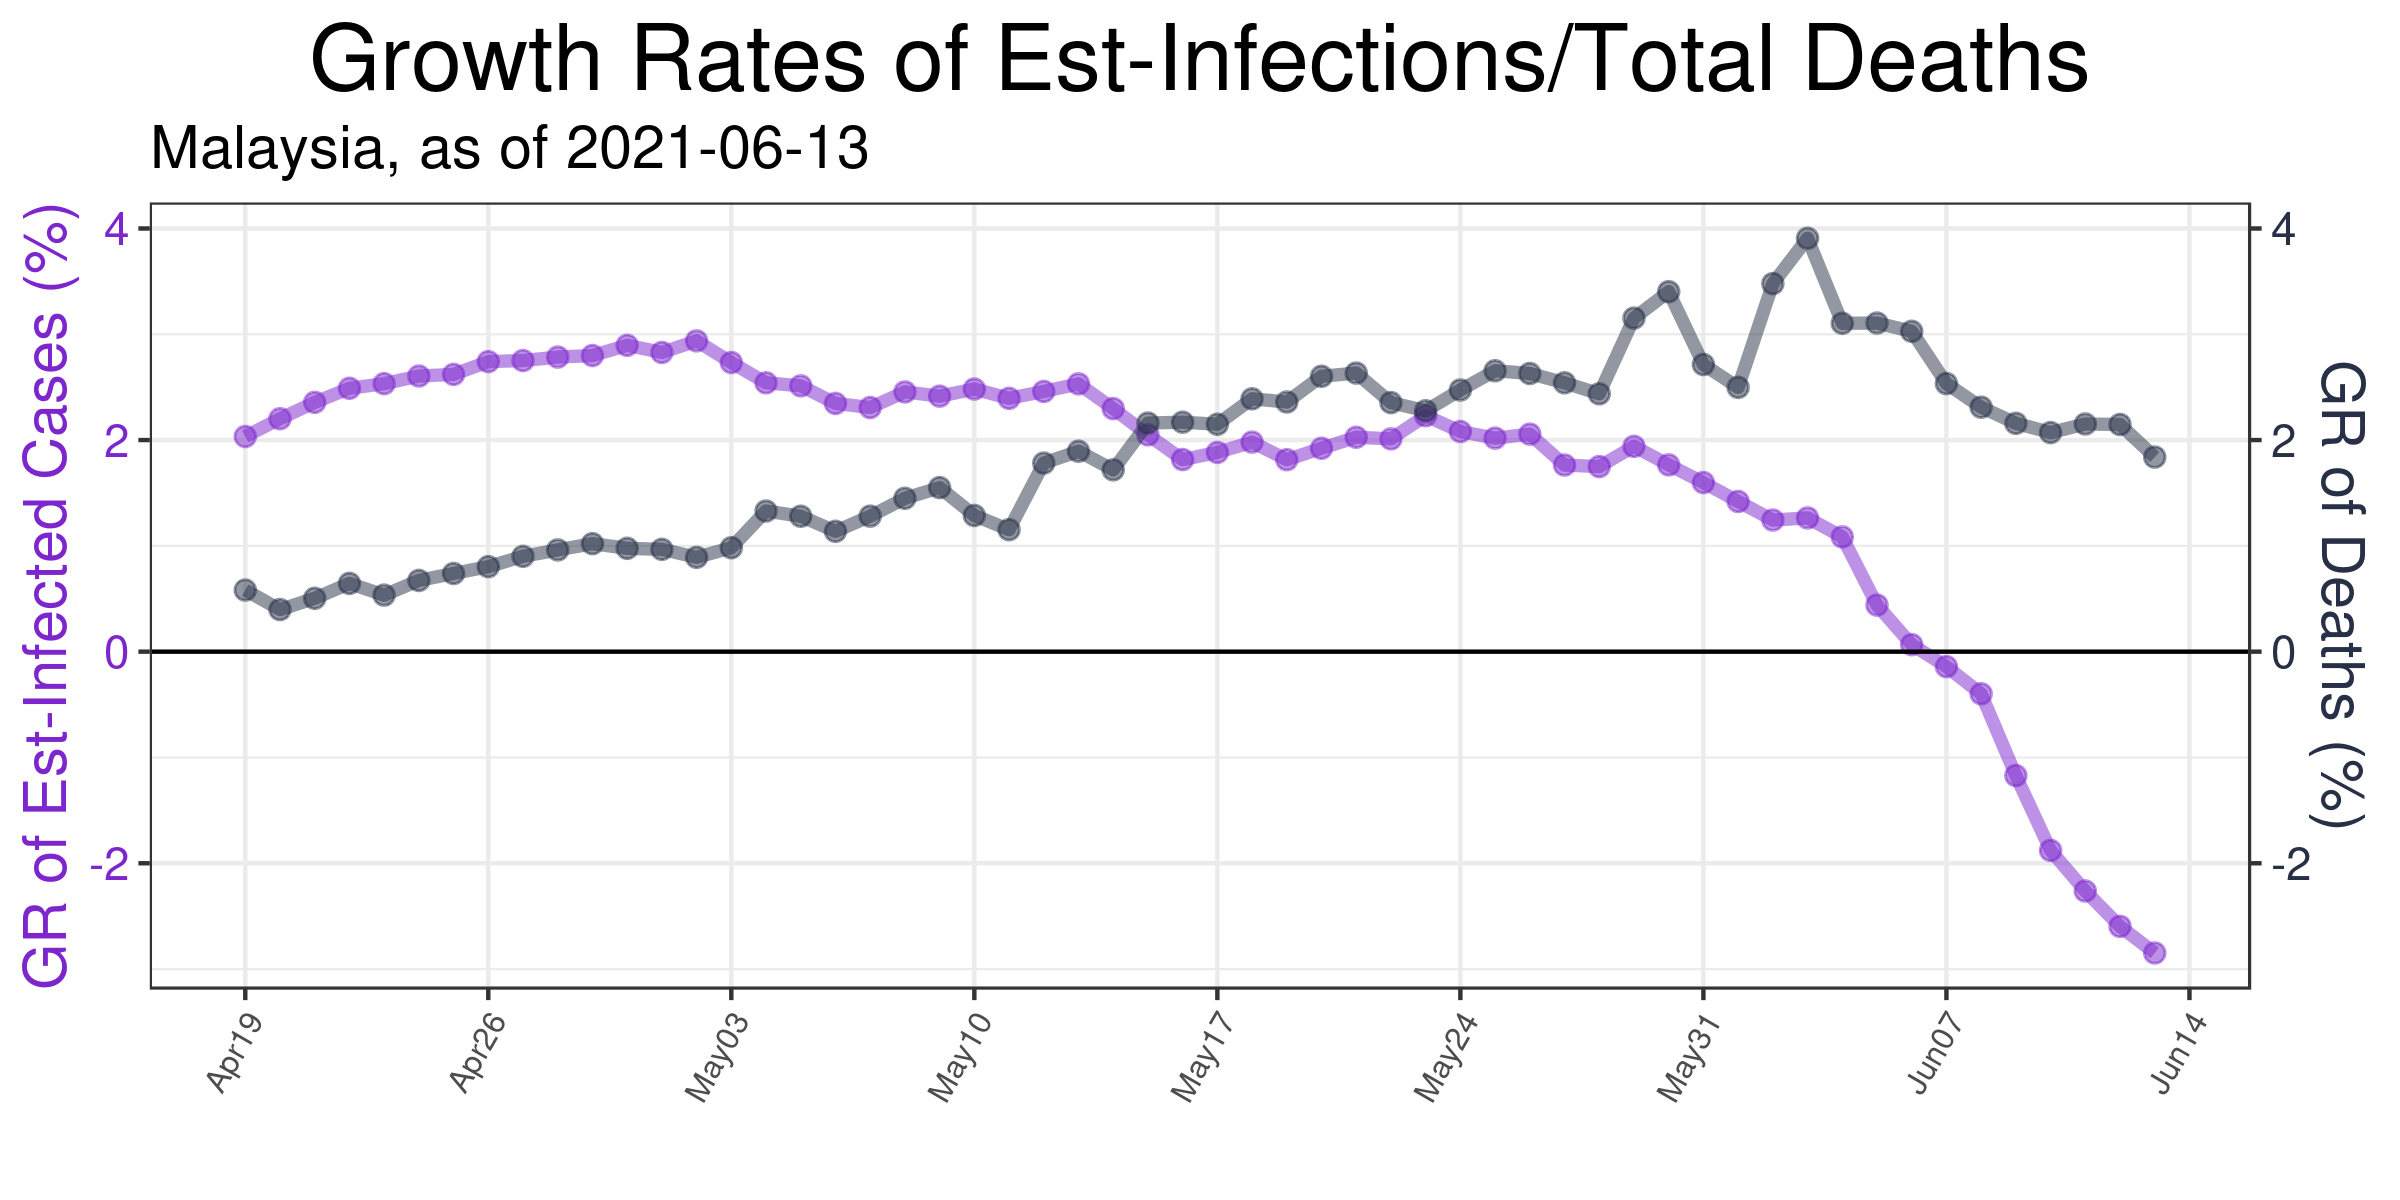 Growth Rates of Est-Infections/Total Deaths
Malaysia, as of 2021-06-13
GR of Est-Infected Cases (%)
4
2
0
-2
4
2
0
-2
GR of Deaths (%)
Apr19
Apr26
May03
May10
May17
May24
May31
Jun07
Jun14